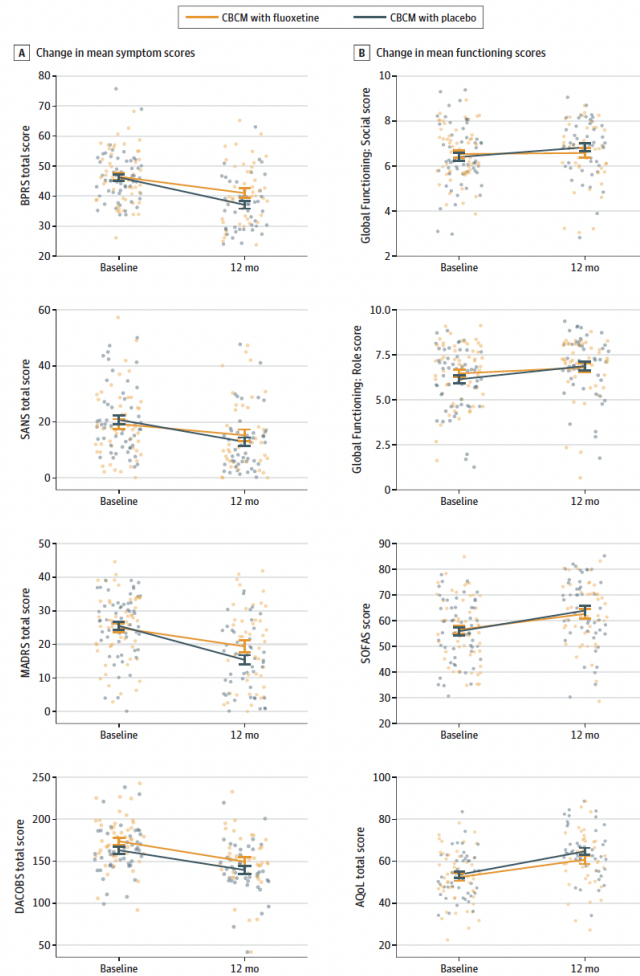 CBCM with fluoxetine
CBCM with placebo
A Change in mean symptom scores
80
70
60
50
40
30
20
BPRS total score
Baseline
12 mo
60
40
20
0
SANS total score
Baseline
12 mo
50
40
30
20
10
0
MADRS total score
Baseline
12 mo
250
200
150
100
50
DACOBS total score
Baseline
12 mo
B Change in mean functioning scores
10
8
6
4
2
Global Functioning: Social score
Baseline
12 mo
10.0
7.5
5.0
2.5
0
Global Functioning: Role score
Baseline
12 mo
90
80
70
60
50
40
30
20
SOFAS score
Baseline
12 mo
100
80
60
40
20
AQoL total score
Baseline
12 mo